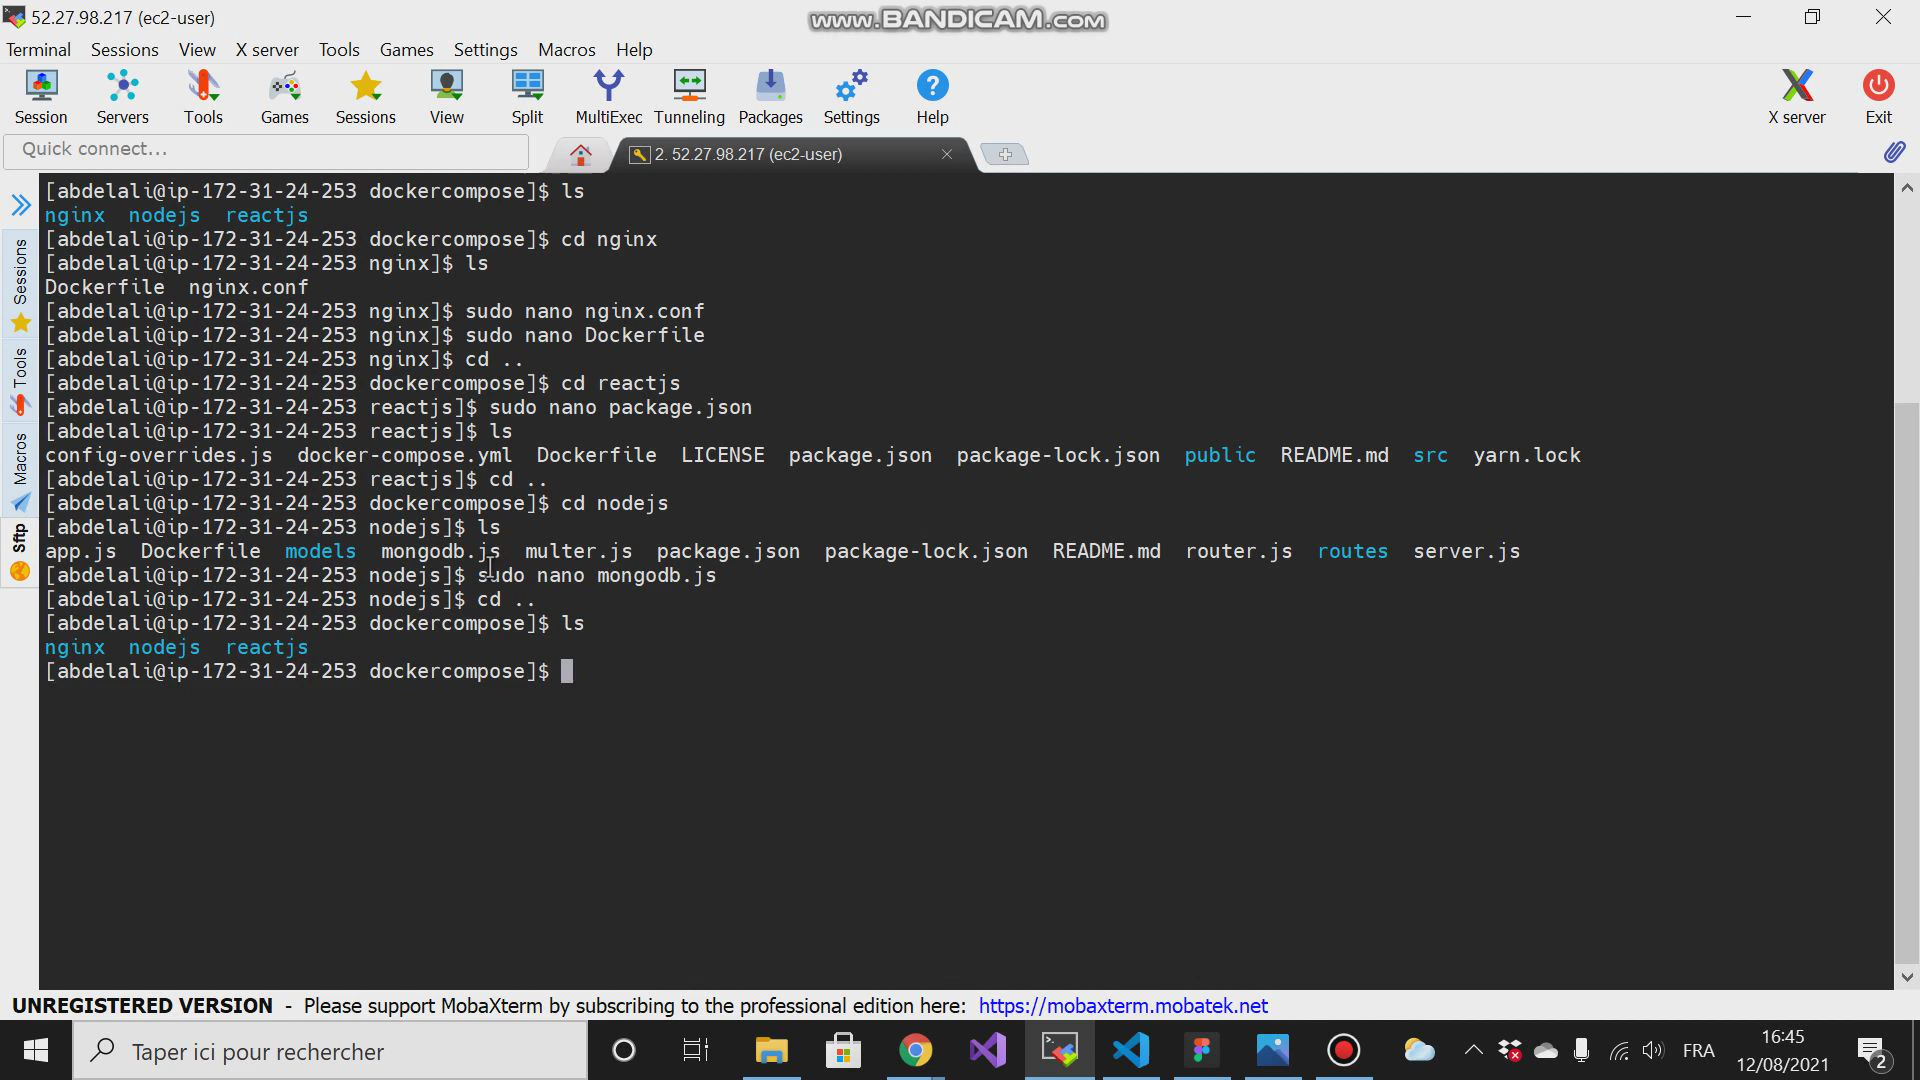 52.27.98.217 (ec2-user)
www.BANDICAM.com
Terminal Sessions View X server Tools Games Settings Macros Help
Session Servers Tools Games Sessions View Split MultiExec Tunneling Packages Settings Help X server Exit
Quick connect...
2. 52.27.98.217 (ec2-user)
Sessions
Tools
Macros
Sftp
[abdelali@ip-172-31-24-253 dockercompose]$ ls
nginx nodejs reactjs
[abdelali@ip-172-31-24-253 dockercompose]$ cd nginx
[abdelali@ip-172-31-24-253 nginx]$ ls
Dockerfile nginx.conf
[abdelali@ip-172-31-24-253 nginx]$ sudo nano nginx.conf
[abdelali@ip-172-31-24-253 nginx]$ sudo nano Dockerfile
[abdelali@ip-172-31-24-253 nginx]$ cd ..
[abdelali@ip-172-31-24-253 dockercompose]$ cd reactjs
[abdelali@ip-172-31-24-253 reactjs]$ sudo nano package.json
[abdelali@ip-172-31-24-253 reactjs]$ ls
config-overrides.js docker-compose.yml Dockerfile LICENSE package.json package-lock.json public README.md src yarn.lock
[abdelali@ip-172-31-24-253 reactjs]$ cd ..
[abdelali@ip-172-31-24-253 dockercompose]$ cd nodejs
[abdelali@ip-172-31-24-253 nodejs]$ ls
app.js Dockerfile models mongodb.js multer.js package.json package-lock.json README.md router.js routes server.js
[abdelali@ip-172-31-24-253 nodejs]$ sudo nano mongodb.js
[abdelali@ip-172-31-24-253 nodejs]$ cd ..
[abdelali@ip-172-31-24-253 dockercompose]$ ls
nginx nodejs reactjs
[abdelali@ip-172-31-24-253 dockercompose]$
UNREGISTERED VERSION - Please support MobaXterm by subscribing to the professional edition here: https://mobaxterm.mobatek.net
Taper ici pour rechercher
FRA
16:45
12/08/2021
2